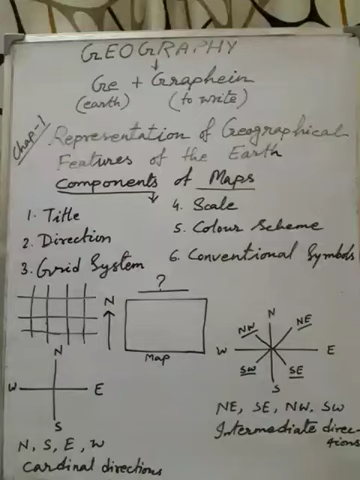 GEOGRAPHY
Ge + Graphein
(earth) (to write)
Chap-1
Representation of Geographical
Features of the Earth
Components of Maps
1. Title
2. Direction
3. Grid System
4. Scale
5. Colour Scheme
6. Conventional Symbols
?
N
Map
N
W E
S
N, S, E, W
Cardinal directions
N
NW NE
W E
SW SE
S
NE, SE, NW, SW
Intermediate direc-
tions